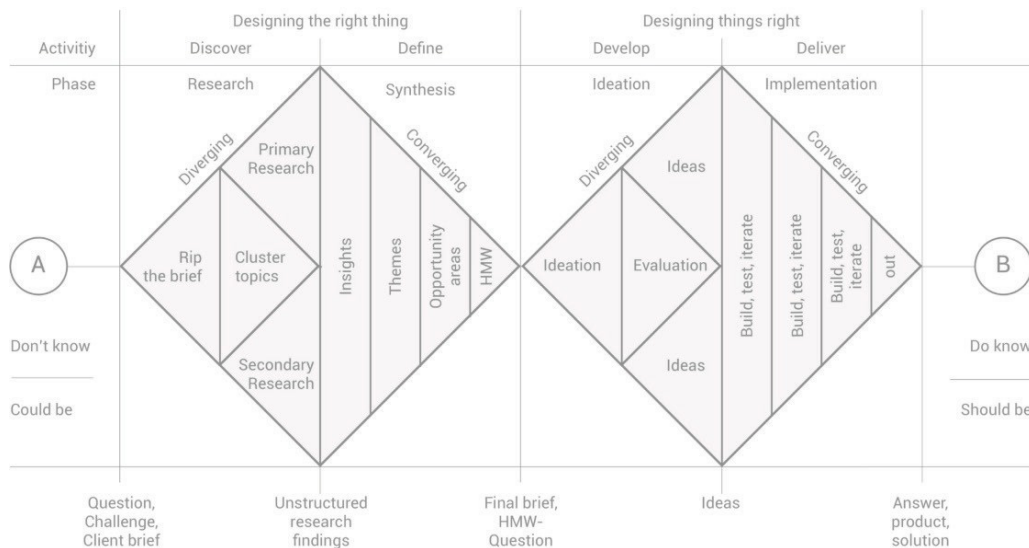 Designing the right thing
Designing things right
Activitiy
Discover
Define
Develop
Deliver
Phase
Research
Synthesis
Ideation
Implementation
Diverging
Converging
Diverging
Converging
Primary
Research
Rip
the brief
Cluster
topics
Secondary
Research
Insights
Themes
Opportunity
areas
HMW
Ideas
Ideation
Evaluation
Ideas
Build, test, iterate
Build, test, iterate
Build, test,
iterate
out
A
B
Don't know
Could be
Do know
Should be
Question,
Challenge,
Client brief
Unstructured
research
findings
Final brief,
HMW-
Question
Ideas
Answer,
product,
solution